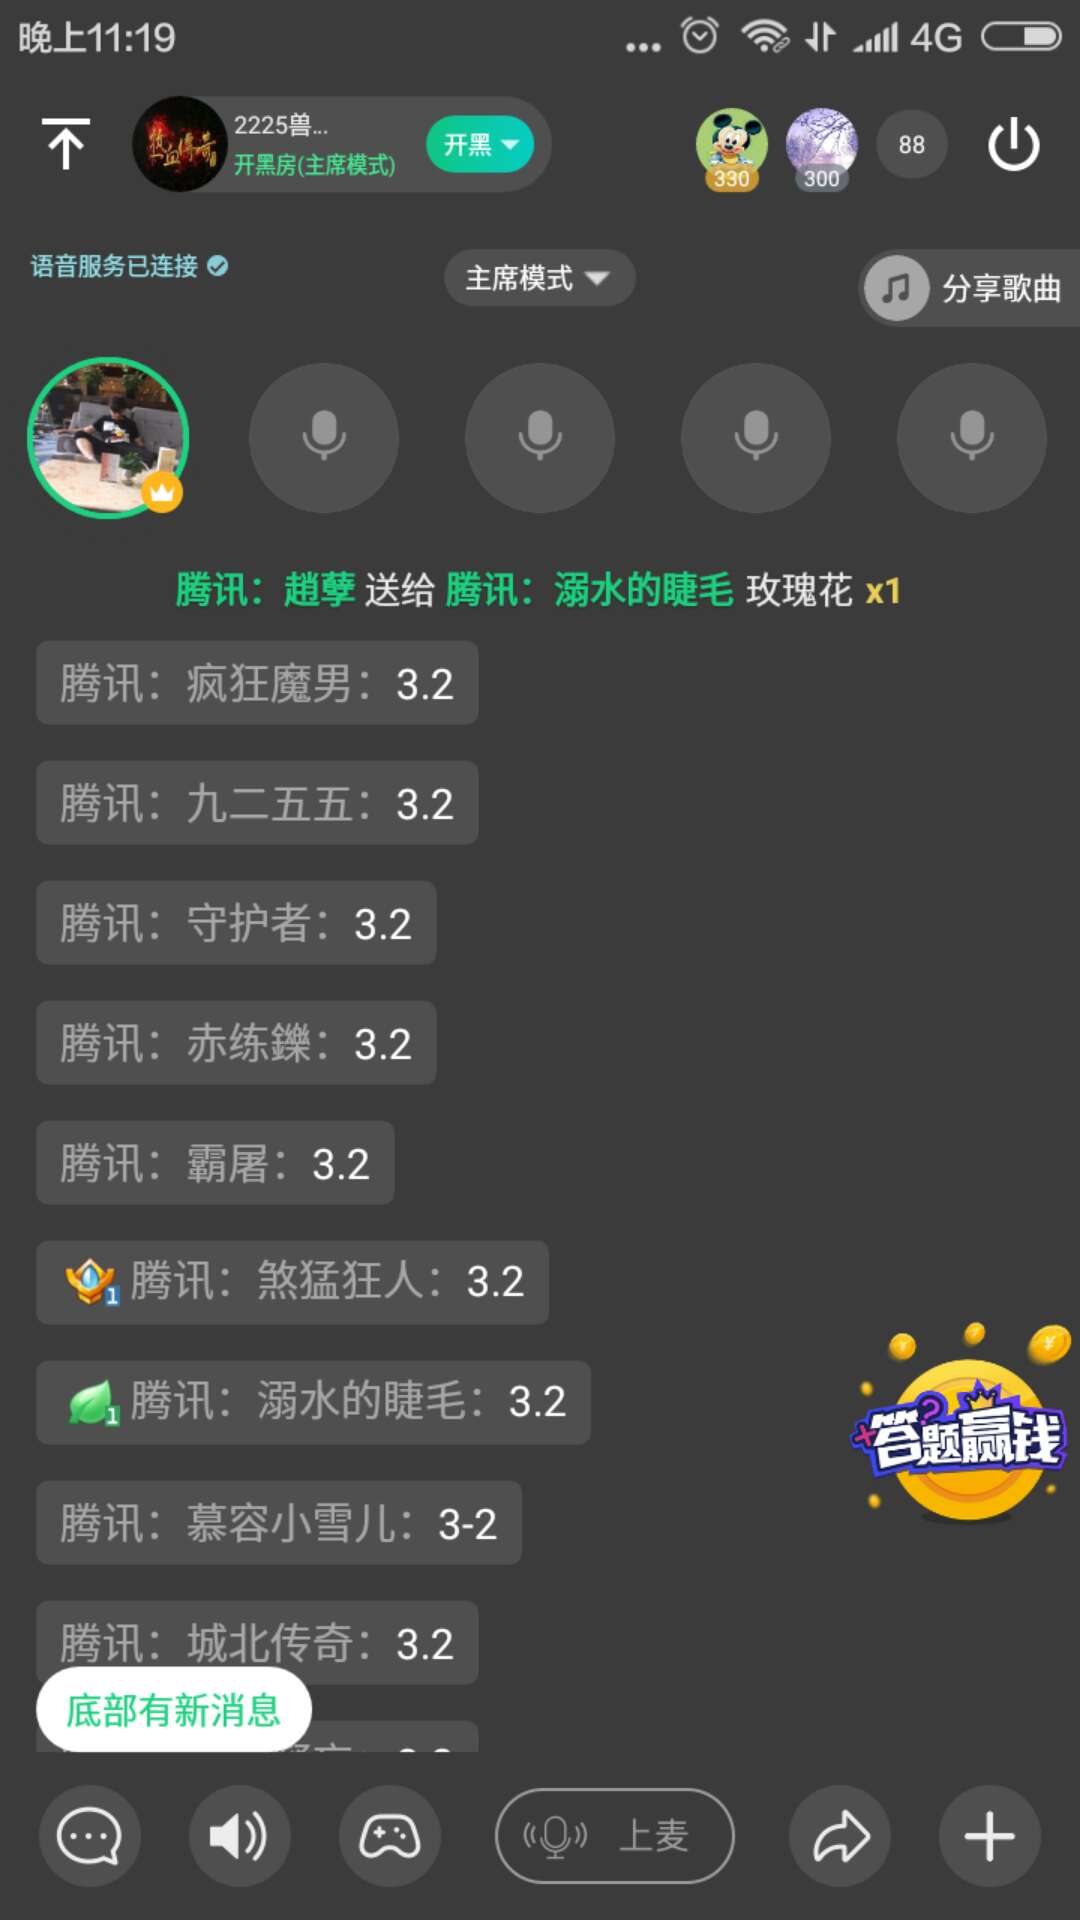 晚上11:19
4G
热血传奇
2225兽...
开黑房(主席模式)
开黑
330
300
88
语音服务已连接
主席模式
分享歌曲
腾讯：趙孽 送给 腾讯：溺水的睫毛 玫瑰花 x1
腾讯：疯狂魔男：3.2
腾讯：九二五五：3.2
腾讯：守护者：3.2
腾讯：赤练鑠：3.2
腾讯：霸屠：3.2
1 腾讯：煞猛狂人：3.2
1 腾讯：溺水的睫毛：3.2
答题赢钱
腾讯：慕容小雪儿：3-2
腾讯：城北传奇：3.2
底部有新消息
上麦